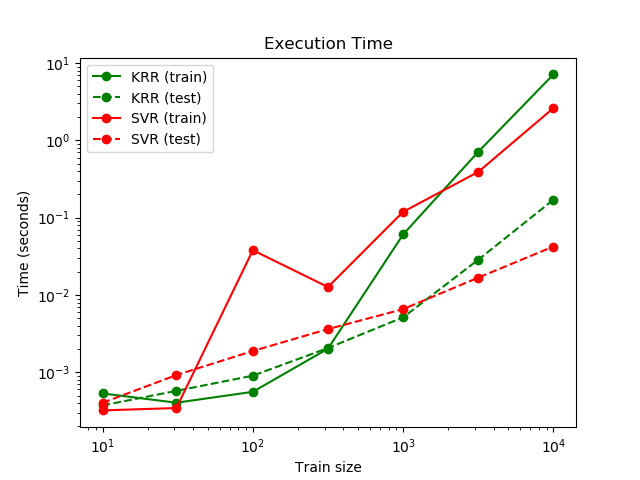 Execution Time
KRR (train)
KRR (test)
SVR (train)
SVR (test)
Time (seconds)
10¹
10⁰
10⁻¹
10⁻²
10⁻³
10¹
10²
10³
10⁴
Train size